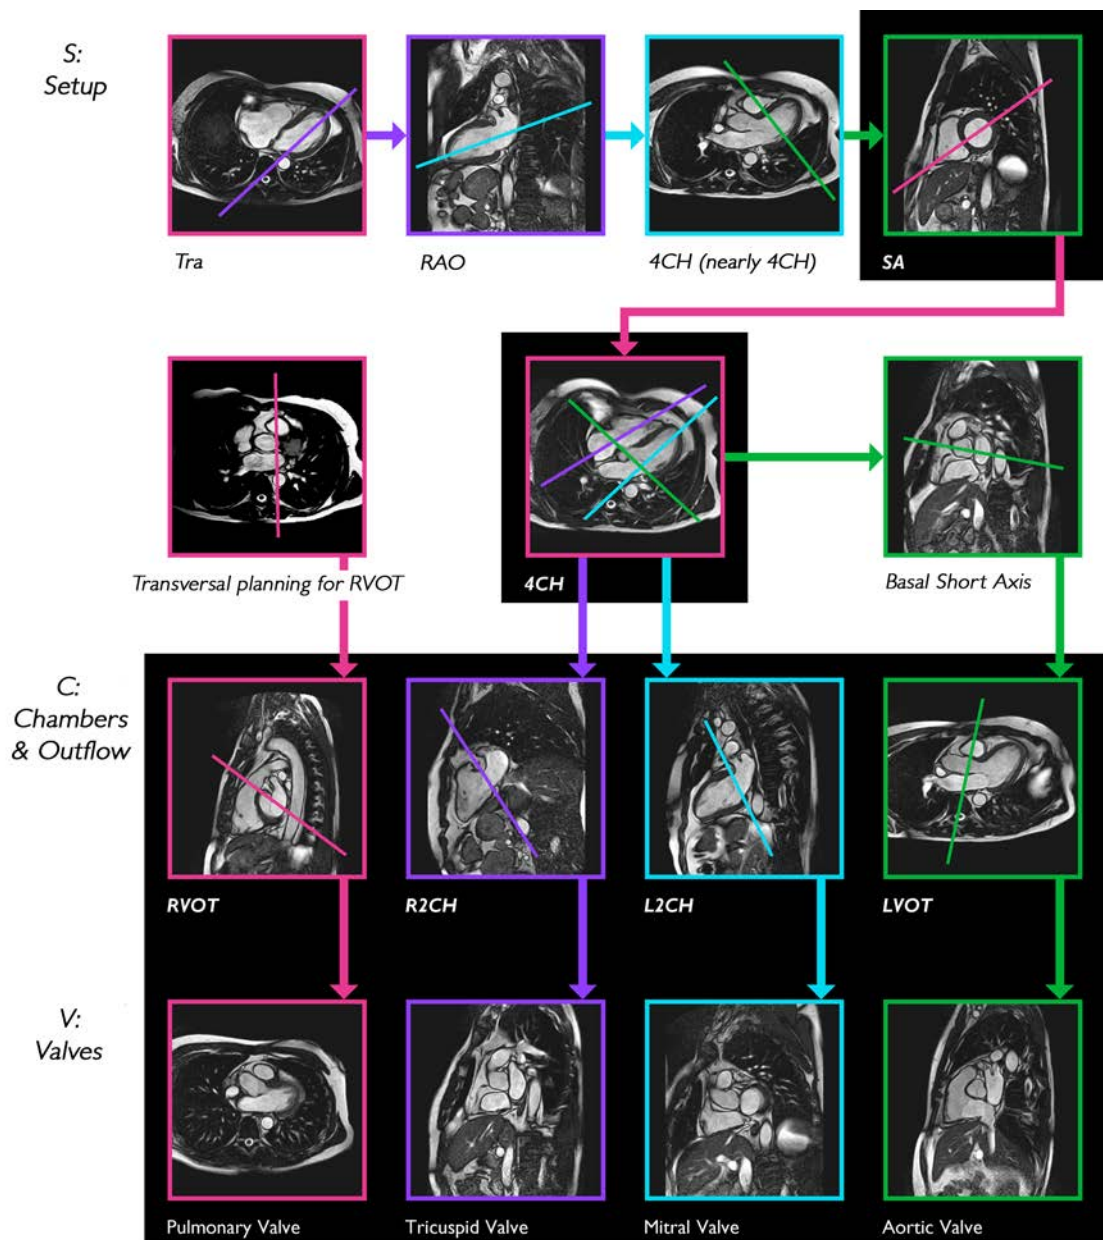 S:
Setup
Tra
RAO
4CH (nearly 4CH)
SA
Transversal planning for RVOT
4CH
Basal Short Axis
C:
Chambers
& Outflow
RVOT
R2CH
L2CH
LVOT
V:
Valves
Pulmonary Valve
Tricuspid Valve
Mitral Valve
Aortic Valve